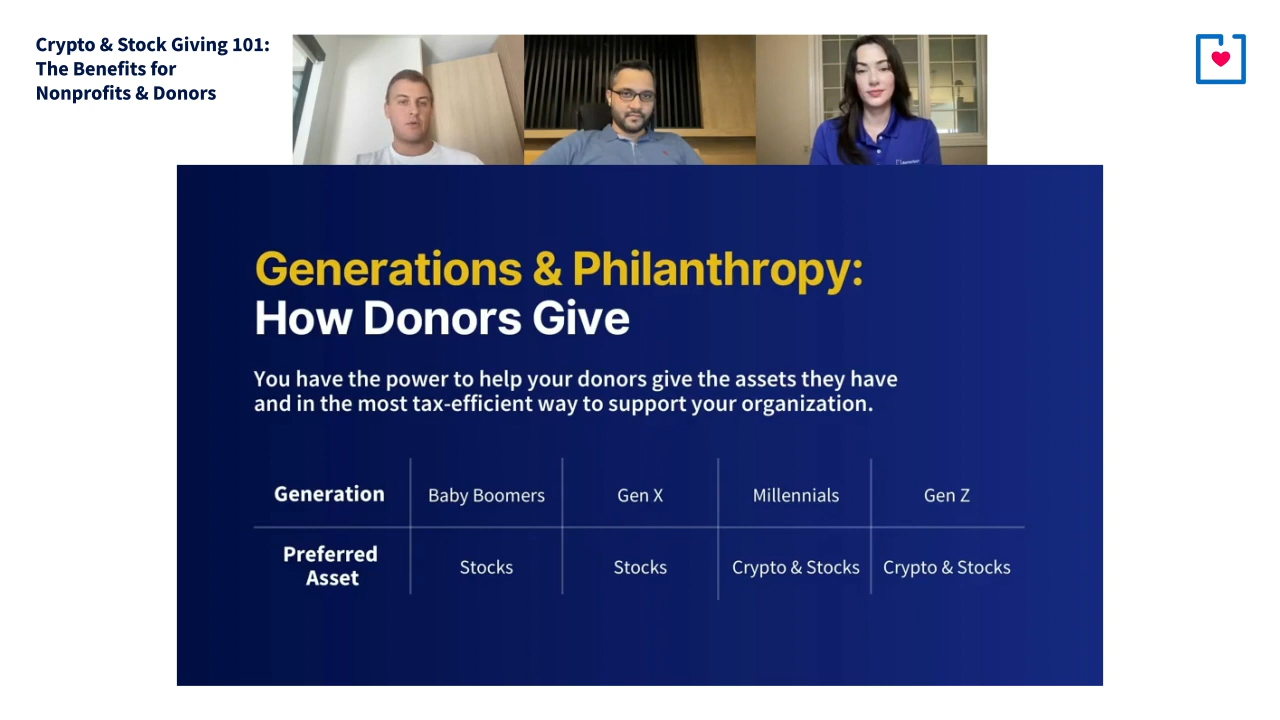 Crypto & Stock Giving 101:
The Benefits for
Nonprofits & Donors
Generations & Philanthropy:
How Donors Give
You have the power to help your donors give the assets they have
and in the most tax-efficient way to support your organization.
Generation Baby Boomers Gen X Millennials Gen Z
Preferred
Asset Stocks Stocks Crypto & Stocks Crypto & Stocks